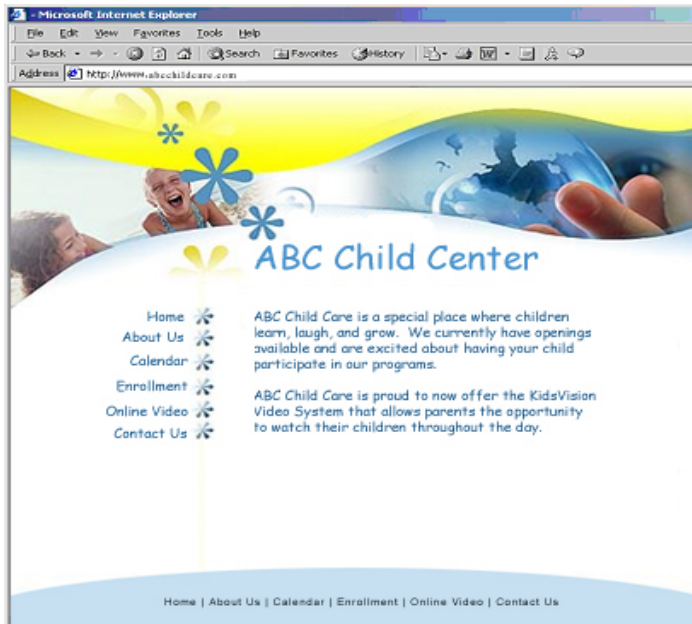 - Microsoft Internet Explorer
File Edit View Favorites Tools Help
Back Search Favorites History
Address http://www.abcchildcare.com
ABC Child Center
Home
About Us
Calendar
Enrollment
Online Video
Contact Us
ABC Child Care is a special place where children
learn, laugh, and grow. We currently have openings
available and are excited about having your child
participate in our programs.
ABC Child Care is proud to now offer the KidsVision
Video System that allows parents the opportunity
to watch their children throughout the day.
Home | About Us | Calendar | Enrollment | Online Video | Contact Us